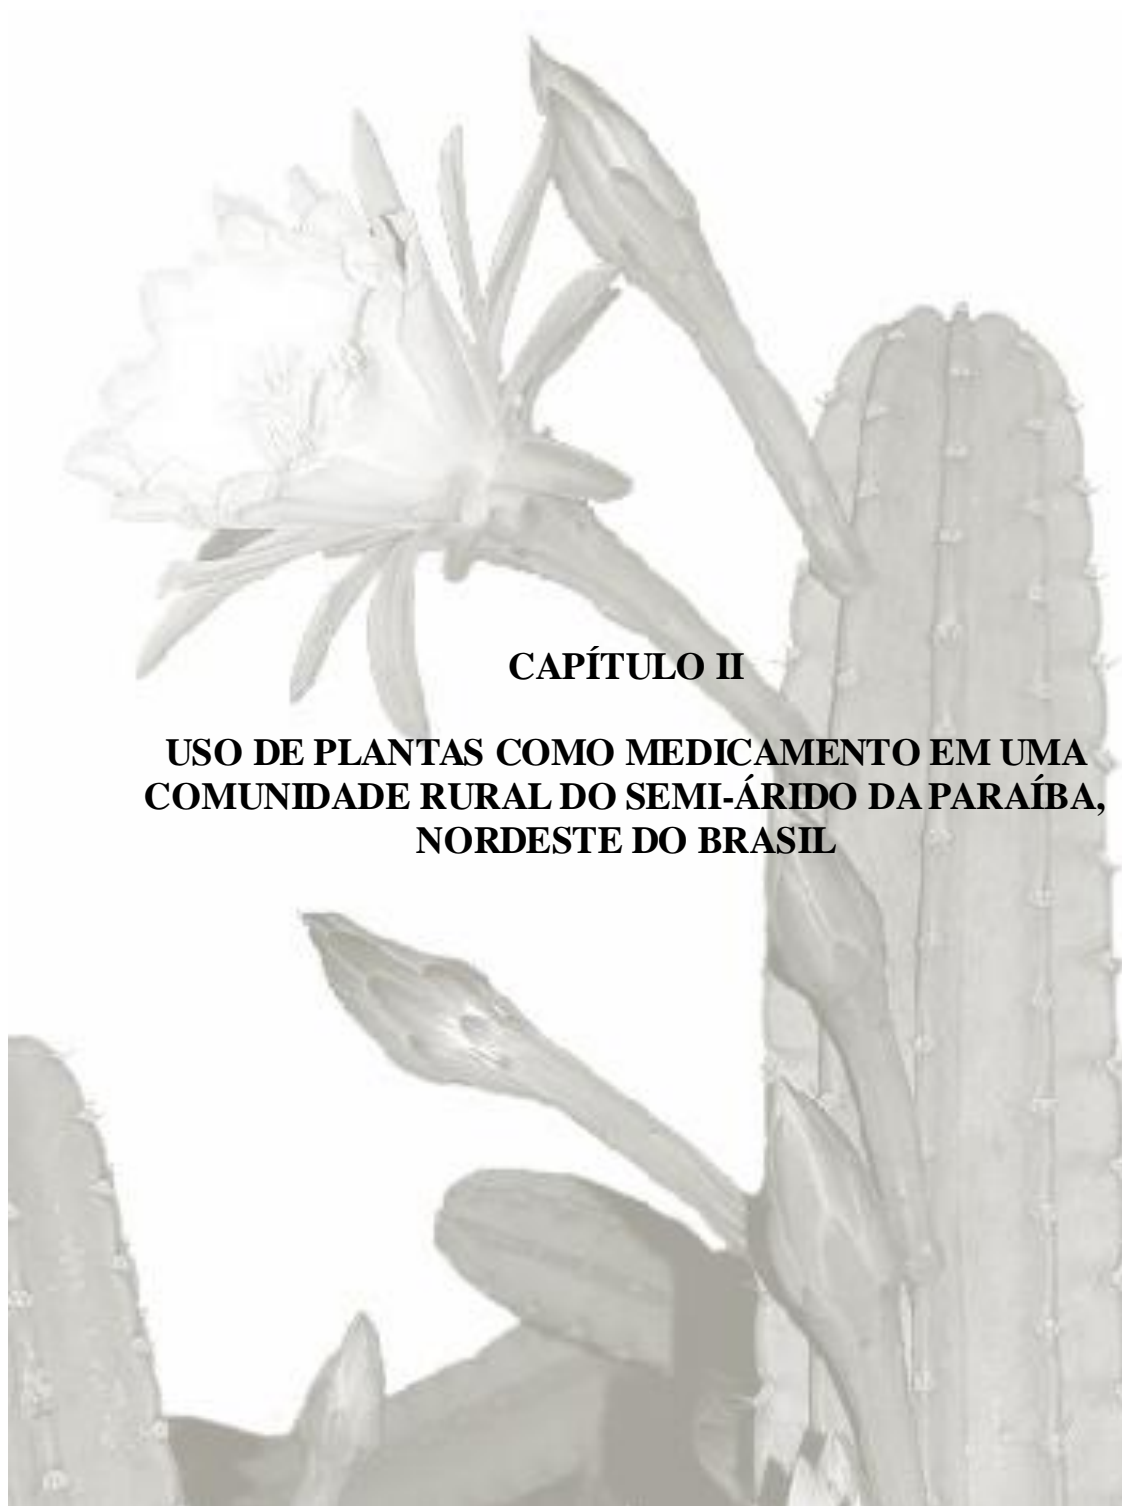 CAPÍTULO II
USO DE PLANTAS COMO MEDICAMENTO EM UMA
COMUNIDADE RURAL DO SEMI-ÁRIDO DA PARAÍBA,
NORDESTE DO BRASIL